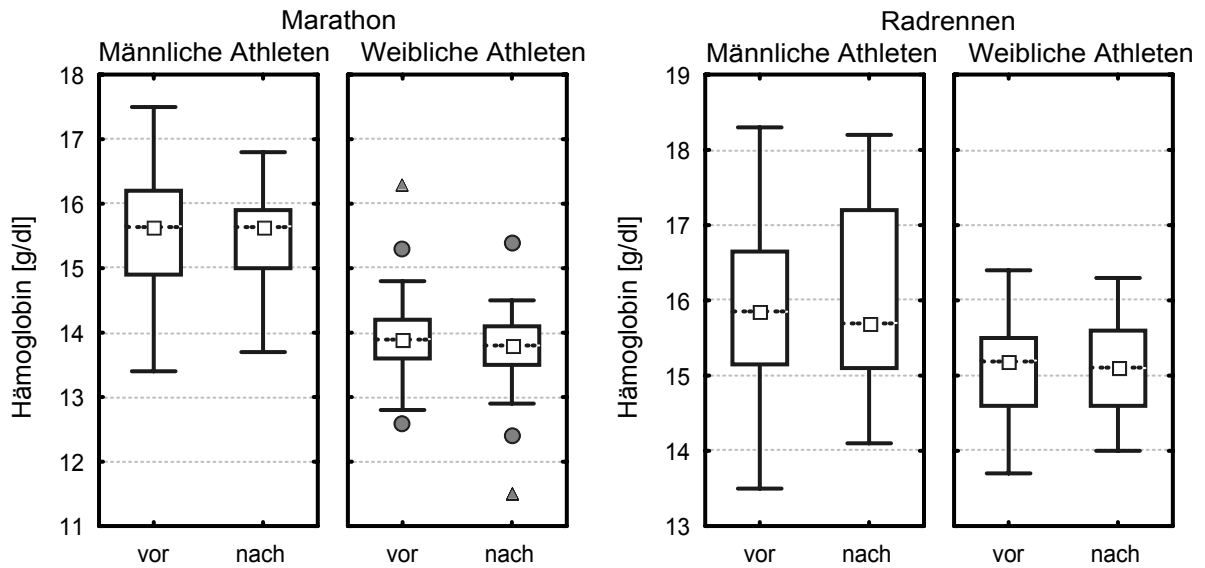 Marathon
Männliche Athleten Weibliche Athleten
18
17
16
15
14
13
12
11
Hämoglobin [g/dl]
vor nach vor nach
Radrennen
Männliche Athleten Weibliche Athleten
19
18
17
16
15
14
13
Hämoglobin [g/dl]
vor nach vor nach